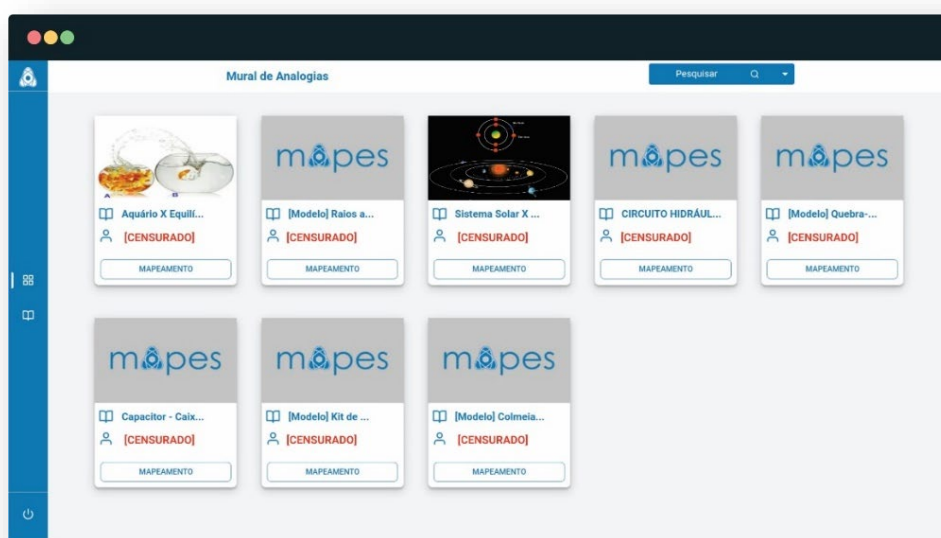 Mural de Analogias
Pesquisar
A B
mapes
mapes
mapes
Aquário X Equilí...
[Modelo] Raios a...
Sistema Solar X ...
CIRCUITO HIDRÁUL...
[Modelo] Quebra-...
[CENSURADO]
[CENSURADO]
[CENSURADO]
[CENSURADO]
[CENSURADO]
MAPEAMENTO
MAPEAMENTO
MAPEAMENTO
MAPEAMENTO
MAPEAMENTO
mapes
mapes
mapes
Capacitor - Caix...
[Modelo] Kit de ...
[Modelo] Colmeia...
[CENSURADO]
[CENSURADO]
[CENSURADO]
MAPEAMENTO
MAPEAMENTO
MAPEAMENTO